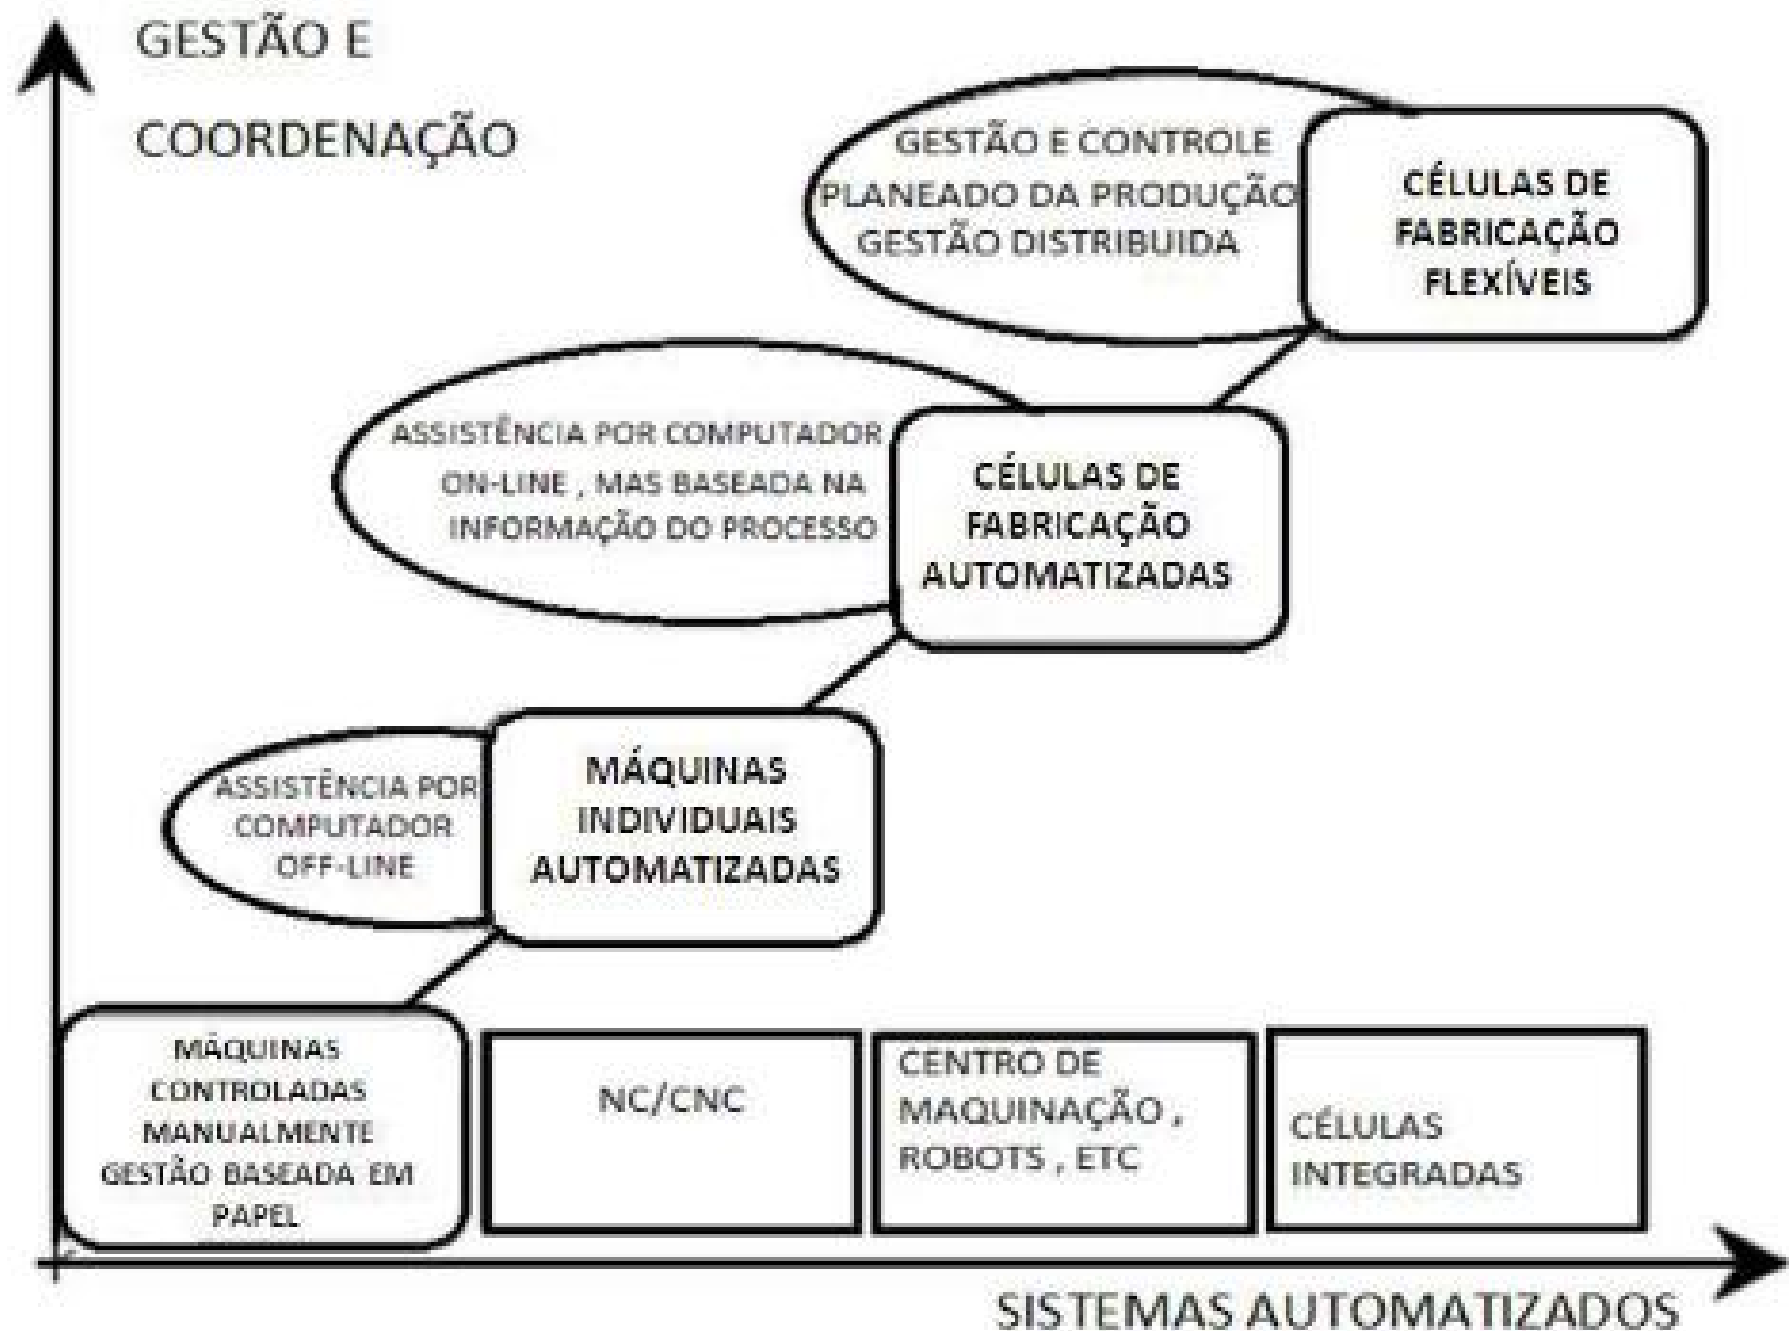 GESTÃO E
COORDENAÇÃO
GESTÃO E CONTROLE
PLANEADO DA PRODUÇÃO
GESTÃO DISTRIBUIDA
CÉLULAS DE
FABRICAÇÃO
FLEXÍVEIS
ASSISTÊNCIA POR COMPUTADOR
ON-LINE , MAS BASEADA NA
INFORMAÇÃO DO PROCESSO
CÉLULAS DE
FABRICAÇÃO
AUTOMATIZADAS
ASSISTÊNCIA POR
COMPUTADOR
OFF-LINE
MÁQUINAS
INDIVIDUAIS
AUTOMATIZADAS
MÁQUINAS
CONTROLADAS
MANUALMENTE
GESTÃO BASEADA EM
PAPEL
NC/CNC
CENTRO DE
MAQUINAÇÃO ,
ROBOTS , ETC
CÉLULAS
INTEGRADAS
SISTEMAS AUTOMATIZADOS